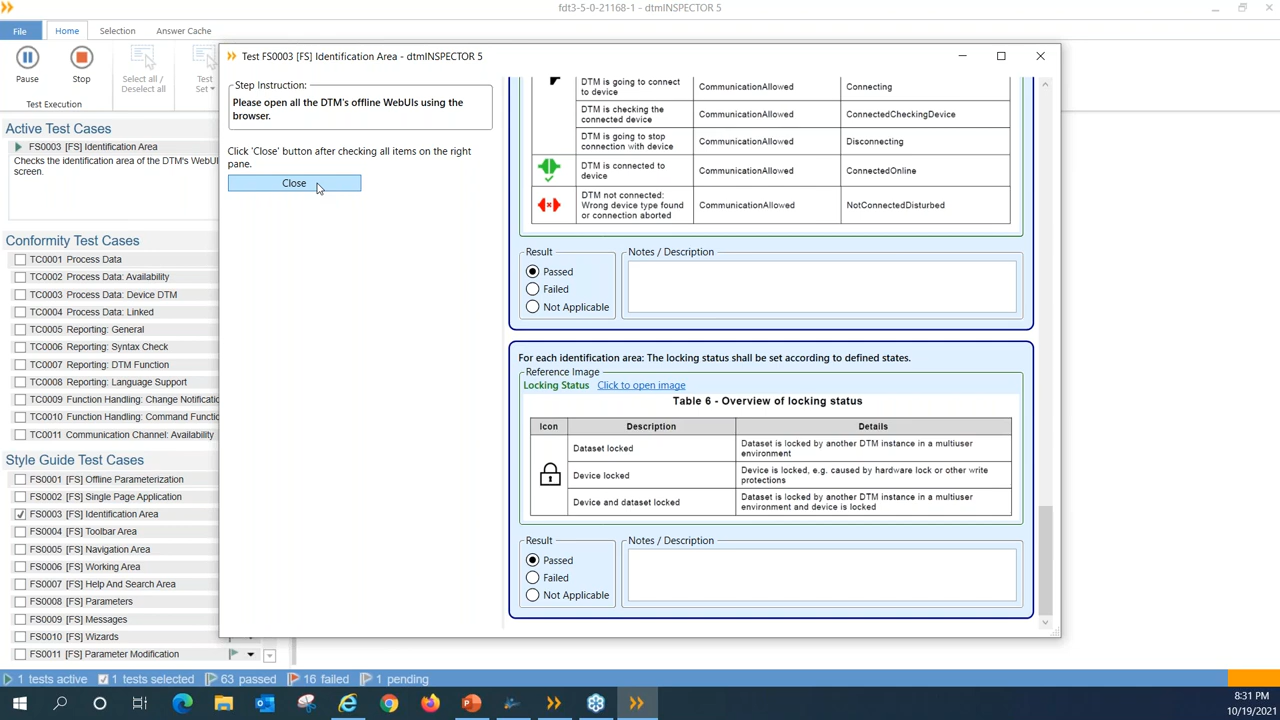 fdt3-5-0-21168-1 - dtmINSPECTOR 5
File
Home
Selection
Answer Cache
Pause
Stop
Select all /
Deselect all
Test
Set
Test Execution
Active Test Cases
FS0003 [FS] Identification Area
Checks the identification area of the DTM's WebUI
screen.
Conformity Test Cases
TC0001 Process Data
TC0002 Process Data: Availability
TC0003 Process Data: Device DTM
TC0004 Process Data: Linked
TC0005 Reporting: General
TC0006 Reporting: Syntax Check
TC0007 Reporting: DTM Function
TC0008 Reporting: Language Support
TC0009 Function Handling: Change Notificatio
TC0010 Function Handling: Command Functio
TC0011 Communication Channel: Availability
Style Guide Test Cases
FS0001 [FS] Offline Parameterization
FS0002 [FS] Single Page Application
FS0003 [FS] Identification Area
FS0004 [FS] Toolbar Area
FS0005 [FS] Navigation Area
FS0006 [FS] Working Area
FS0007 [FS] Help And Search Area
FS0008 [FS] Parameters
FS0009 [FS] Messages
FS0010 [FS] Wizards
FS0011 [FS] Parameter Modification
Test FS0003 [FS] Identification Area - dtmINSPECTOR 5
Step Instruction:
Please open all the DTM's offline WebUIs using the
browser.
Click 'Close' button after checking all items on the right
pane.
Close
DTM is going to connect
to device
CommunicationAllowed
Connecting
DTM is checking the
connected device
CommunicationAllowed
ConnectedCheckingDevice
DTM is going to stop
connection with device
CommunicationAllowed
Disconnecting
DTM is connected to
device
CommunicationAllowed
ConnectedOnline
DTM not connected:
Wrong device type found
or connection aborted
CommunicationAllowed
NotConnectedDisturbed
Result
Passed
Failed
Not Applicable
Notes / Description
For each identification area: The locking status shall be set according to defined states.
Reference Image
Locking Status Click to open image
Table 6 - Overview of locking status
Icon Description Details
Dataset locked
Dataset is locked by another DTM instance in a multiuser
environment
Device locked
Device is locked, e.g. caused by hardware lock or other write
protections
Device and dataset locked
Dataset is locked by another DTM instance in a multiuser
environment and device is locked
Result
Passed
Failed
Not Applicable
Notes / Description
1 tests active 1 tests selected 63 passed 16 failed 1 pending
8:31 PM
10/19/2021